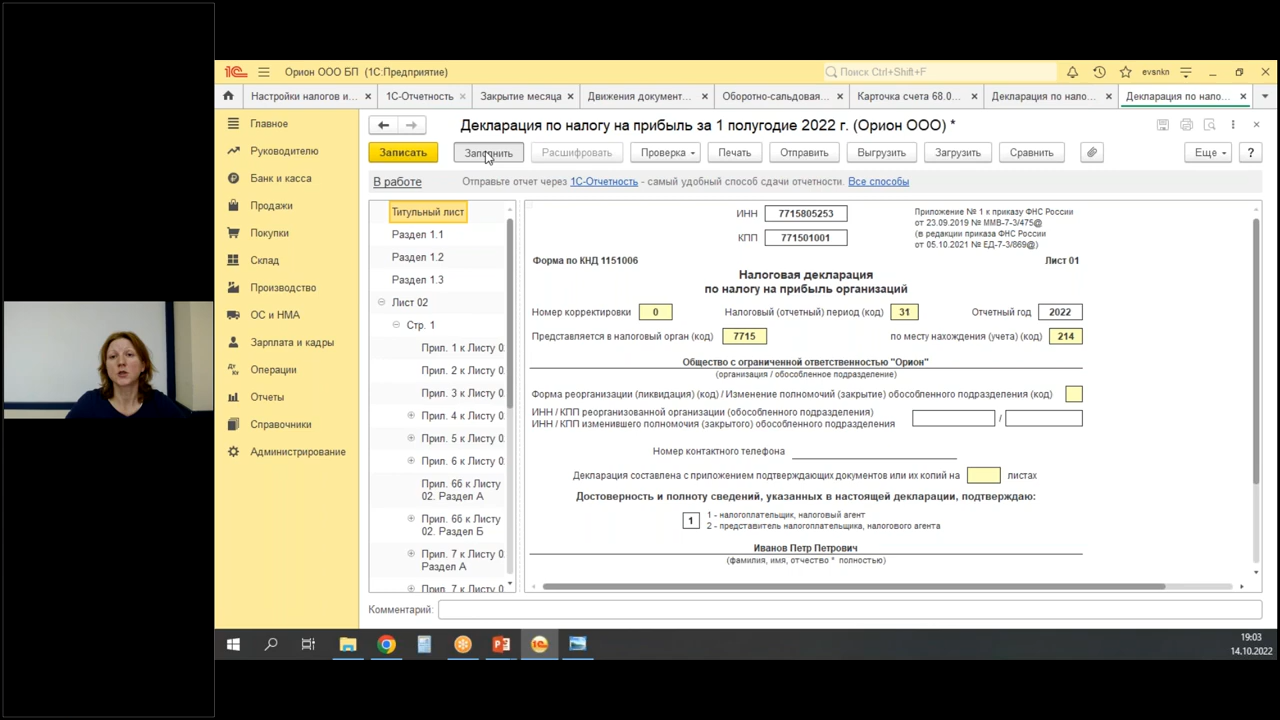 1С Орион ООО БП (1С:Предприятие)
Поиск Ctrl+Shift+F
evsnkn
Настройки налогов и...
1С-Отчетность
Закрытие месяца
Движения документ...
Оборотно-сальдовая...
Карточка счета 68.0...
Декларация по нало...
Декларация по нало...
Главное
Руководителю
Банк и касса
Продажи
Покупки
Склад
Производство
ОС и НМА
Зарплата и кадры
Операции
Отчеты
Справочники
Администрирование
Декларация по налогу на прибыль за 1 полугодие 2022 г. (Орион ООО) *
Записать
Заполнить
Расшифровать
Проверка
Печать
Отправить
Выгрузить
Загрузить
Сравнить
Еще
?
В работе
Отправьте отчет через 1С-Отчетность - самый удобный способ сдачи отчетности. Все способы
Титульный лист
Раздел 1.1
Раздел 1.2
Раздел 1.3
Лист 02
Стр. 1
Прил. 1 к Листу 0
Прил. 2 к Листу 0
Прил. 3 к Листу 0
Прил. 4 к Листу 0
Прил. 5 к Листу 0
Прил. 6 к Листу 0
Прил. 6б к Листу
02. Раздел А
Прил. 6б к Листу
02. Раздел Б
Прил. 7 к Листу 0
Раздел А
Прил. 7 к Листу 0
ИНН 7715805253
КПП 771501001
Приложение № 1 к приказу ФНС России
от 23.09.2019 № ММВ-7-3/475@
(в редакции приказа ФНС России
от 05.10.2021 № ЕД-7-3/869@)
Форма по КНД 1151006
Лист 01
Налоговая декларация
по налогу на прибыль организаций
Номер корректировки 0 Налоговый (отчетный) период (код) 31 Отчетный год 2022
Представляется в налоговый орган (код) 7715 по месту нахождения (учета) (код) 214
Общество с ограниченной ответственностью "Орион"
(организация / обособленное подразделение)
Форма реорганизации (ликвидация) (код) / Изменение полномочий (закрытие) обособленного подразделения (код)
ИНН / КПП реорганизованной организации (обособленного подразделения)
ИНН / КПП изменившего полномочия (закрытого) обособленного подразделения
/
Номер контактного телефона
Декларация составлена с приложением подтверждающих документов или их копий на листах
Достоверность и полноту сведений, указанных в настоящей декларации, подтверждаю:
1
1 - налогоплательщик, налоговый агент
2 - представитель налогоплательщика, налогового агента
Иванов Петр Петрович
(фамилия, имя, отчество * полностью)
Комментарий:
19:03
14.10.2022